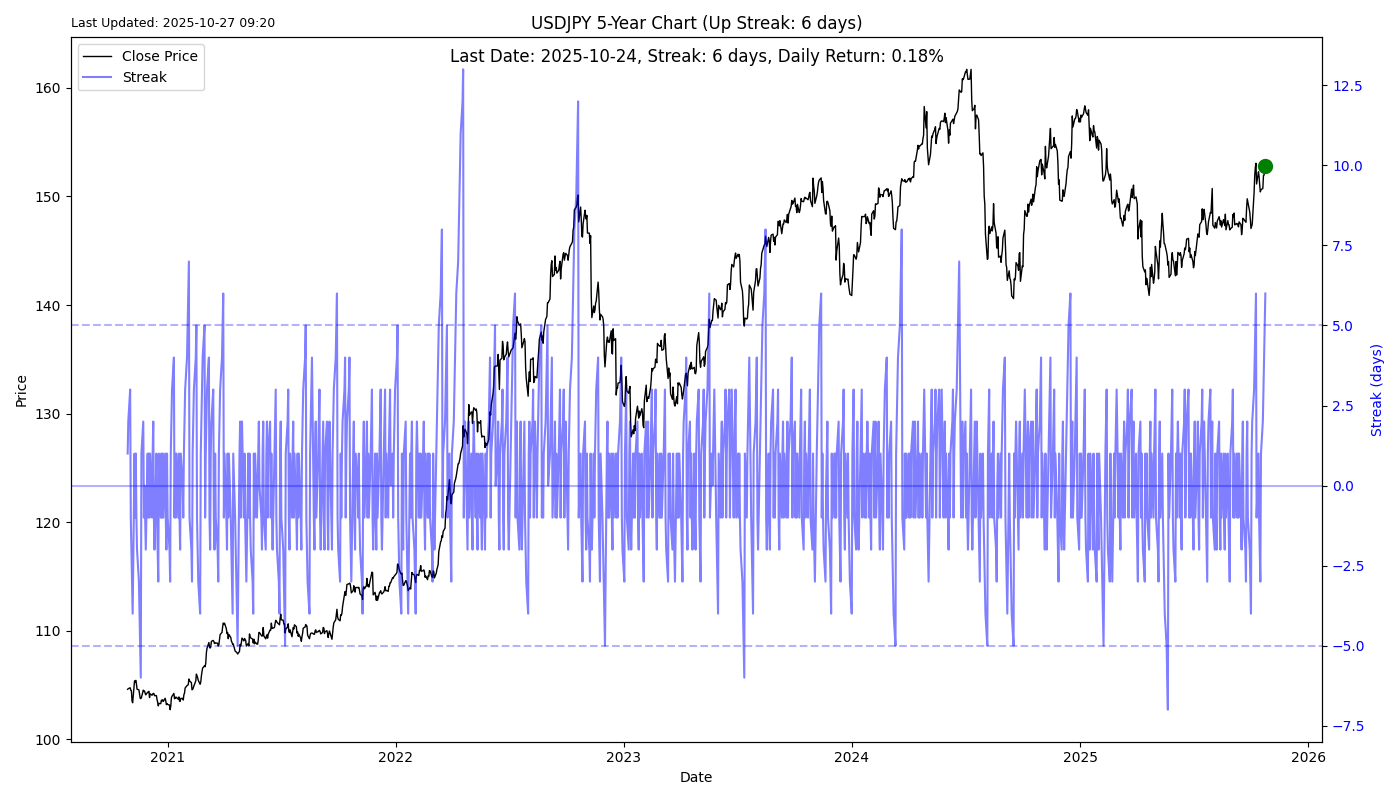 Last Updated: 2025-10-27 09:20
USDJPY 5-Year Chart (Up Streak: 6 days)
Last Date: 2025-10-24, Streak: 6 days, Daily Return: 0.18%
Close Price
Streak
Price
160
150
140
130
120
110
100
12.5
10.0
7.5
5.0
2.5
0.0
−2.5
−5.0
−7.5
Streak (days)
2021
2022
2023
2024
2025
2026
Date